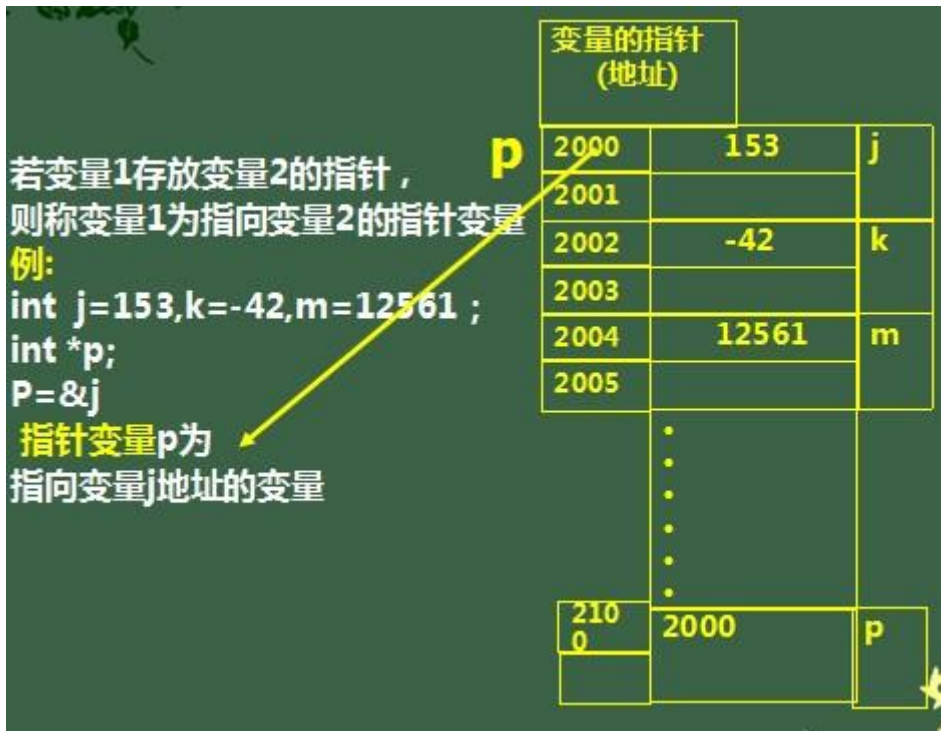 变量的指针
(地址)
若变量1存放变量2的指针，
则称变量1为指向变量2的指针变量
例:
int j=153,k=-42,m=12561；
int *p;
P=&j
指针变量p为
指向变量j地址的变量
p 2000 153 j
2001
2002 -42 k
2003
2004 12561 m
2005
210
0 2000 p